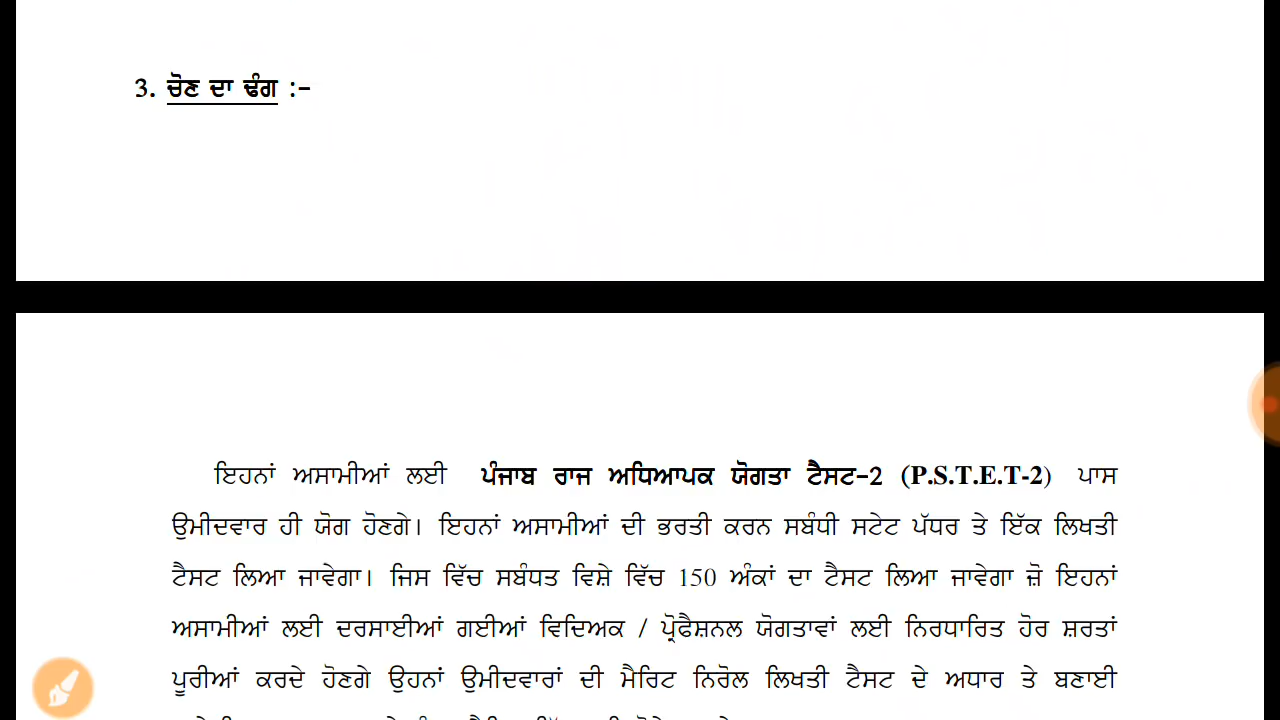 3. ਚੋਣ ਦਾ ਢੰਗ :-
ਇਹਨਾਂ ਅਸਾਮੀਆਂ ਲਈ ਪੰਜਾਬ ਰਾਜ ਅਧਿਆਪਕ ਯੋਗਤਾ ਟੈਸਟ-2 (P.S.T.E.T-2) ਪਾਸ
ਉਮੀਦਵਾਰ ਹੀ ਯੋਗ ਹੋਣਗੇ। ਇਹਨਾਂ ਅਸਾਮੀਆਂ ਦੀ ਭਰਤੀ ਕਰਨ ਸਬੰਧੀ ਸਟੇਟ ਪੱਧਰ ਤੇ ਇੱਕ ਲਿਖਤੀ
ਟੈਸਟ ਲਿਆ ਜਾਵੇਗਾ। ਜਿਸ ਵਿੱਚ ਸਬੰਧਤ ਵਿਸ਼ੇ ਵਿੱਚ 150 ਅੰਕਾਂ ਦਾ ਟੈਸਟ ਲਿਆ ਜਾਵੇਗਾ ਜ਼ੋ ਇਹਨਾਂ
ਅਸਾਮੀਆਂ ਲਈ ਦਰਸਾਈਆਂ ਗਈਆਂ ਵਿਦਿਅਕ / ਪ੍ਰੋਫੈਸ਼ਨਲ ਯੋਗਤਾਵਾਂ ਲਈ ਨਿਰਧਾਰਿਤ ਹੋਰ ਸ਼ਰਤਾਂ
ਪੂਰੀਆਂ ਕਰਦੇ ਹੋਣਗੇ ਉਹਨਾਂ ਉਮੀਦਵਾਰਾਂ ਦੀ ਮੈਰਿਟ ਨਿਰੋਲ ਲਿਖਤੀ ਟੈਸਟ ਦੇ ਅਧਾਰ ਤੇ ਬਣਾਈ